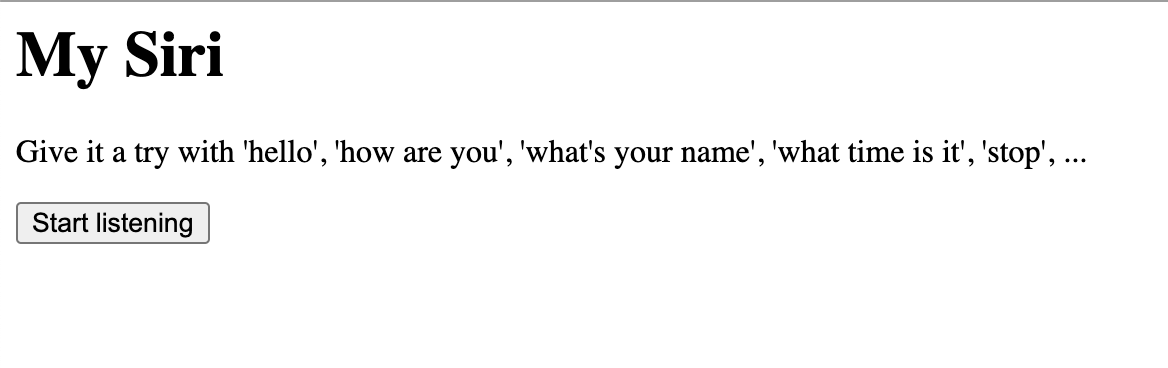 My Siri
Give it a try with 'hello', 'how are you', 'what's your name', 'what time is it', 'stop', ...
Start listening